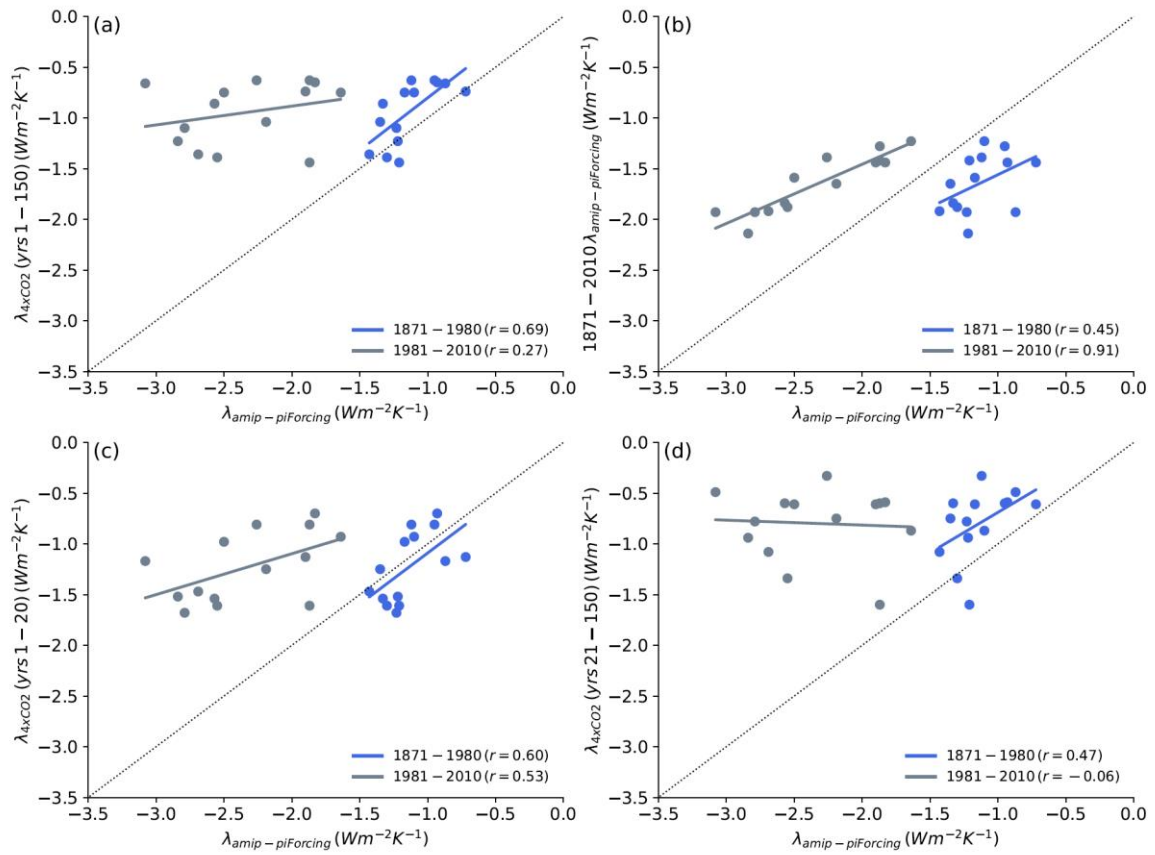 (a)
λ4xCO2 (yrs 1 − 150) (Wm−2K−1)
0.0
−0.5
−1.0
−1.5
−2.0
−2.5
−3.0
−3.5
1871 − 1980 (r = 0.69)
1981 − 2010 (r = 0.27)
−3.5 −3.0 −2.5 −2.0 −1.5 −1.0 −0.5 0.0
λamip − piForcing (Wm−2K−1)
(b)
1871 − 2010 λamip − piForcing (Wm−2K−1)
0.0
−0.5
−1.0
−1.5
−2.0
−2.5
−3.0
−3.5
1871 − 1980 (r = 0.45)
1981 − 2010 (r = 0.91)
−3.5 −3.0 −2.5 −2.0 −1.5 −1.0 −0.5 0.0
λamip − piForcing (Wm−2K−1)
(c)
λ4xCO2 (yrs 1 − 20) (Wm−2K−1)
0.0
−0.5
−1.0
−1.5
−2.0
−2.5
−3.0
−3.5
1871 − 1980 (r = 0.60)
1981 − 2010 (r = 0.53)
−3.5 −3.0 −2.5 −2.0 −1.5 −1.0 −0.5 0.0
λamip − piForcing (Wm−2K−1)
(d)
λ4xCO2 (yrs 21 − 150) (Wm−2K−1)
0.0
−0.5
−1.0
−1.5
−2.0
−2.5
−3.0
−3.5
1871 − 1980 (r = 0.47)
1981 − 2010 (r = −0.06)
−3.5 −3.0 −2.5 −2.0 −1.5 −1.0 −0.5 0.0
λamip − piForcing (Wm−2K−1)